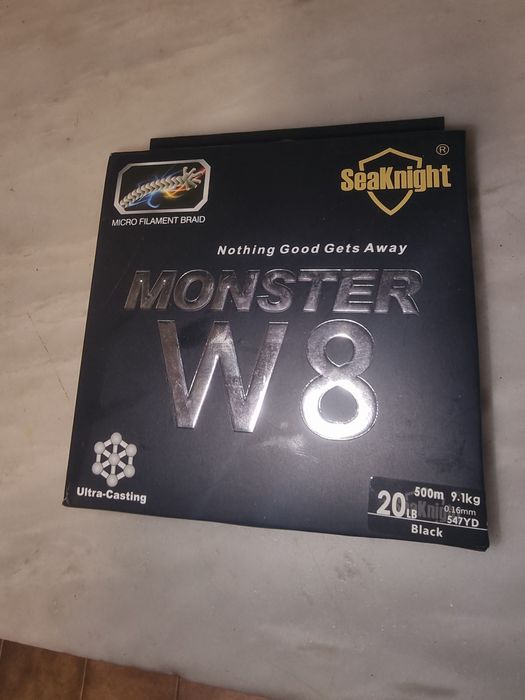 SeaKnight®
MICRO FILAMENT BRAID
Nothing Good Gets Away
MONSTER
W8
Ultra-Casting
500m 9.1kg
20LB 0.16mm
547YD
Black